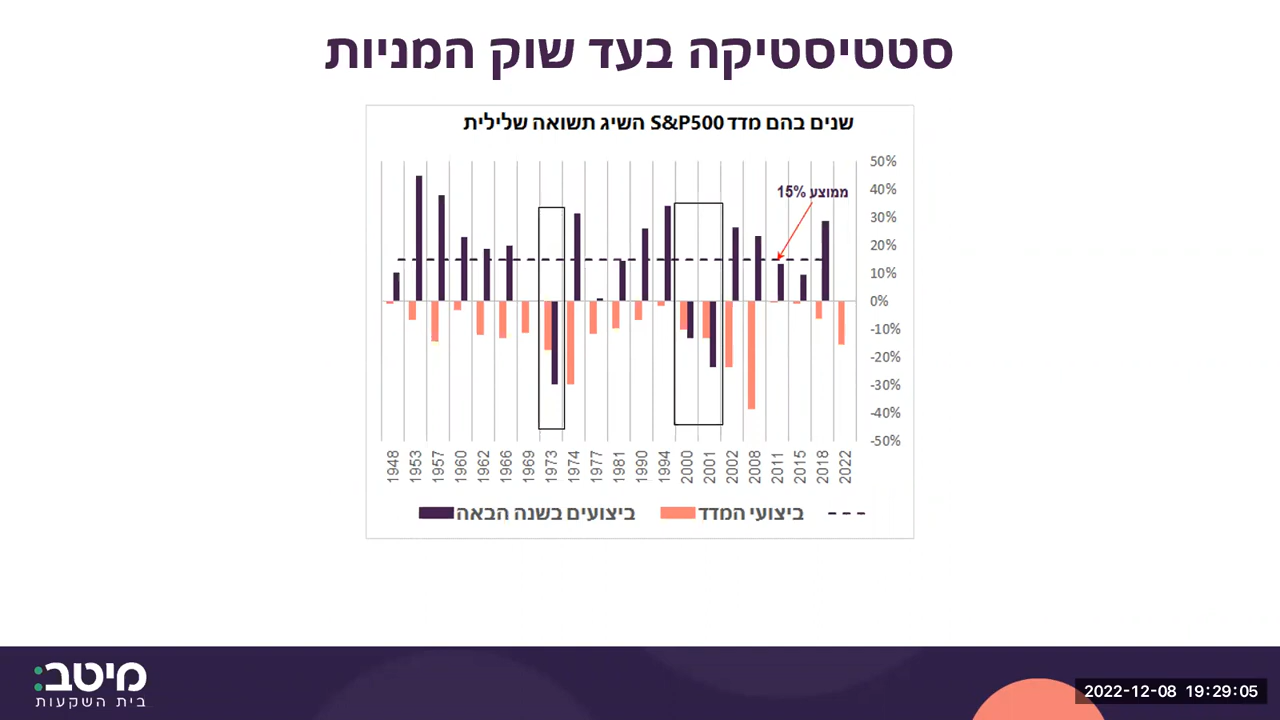 סטטיסטיקה בעד שוק המניות
שנים בהם מדד S&P500 השיג תשואה שלילית
50%
40%
30%
20%
10%
0%
-10%
-20%
-30%
-40%
-50%
ממוצע 15%
1948 1953 1957 1960 1962 1966 1969 1973 1974 1977 1981 1990 1994 2000 2001 2002 2008 2011 2015 2018 2022
ביצועי המדד ביצועים בשנה הבאה
מיטב:
בית השקעות
2022-12-08 19:29:05